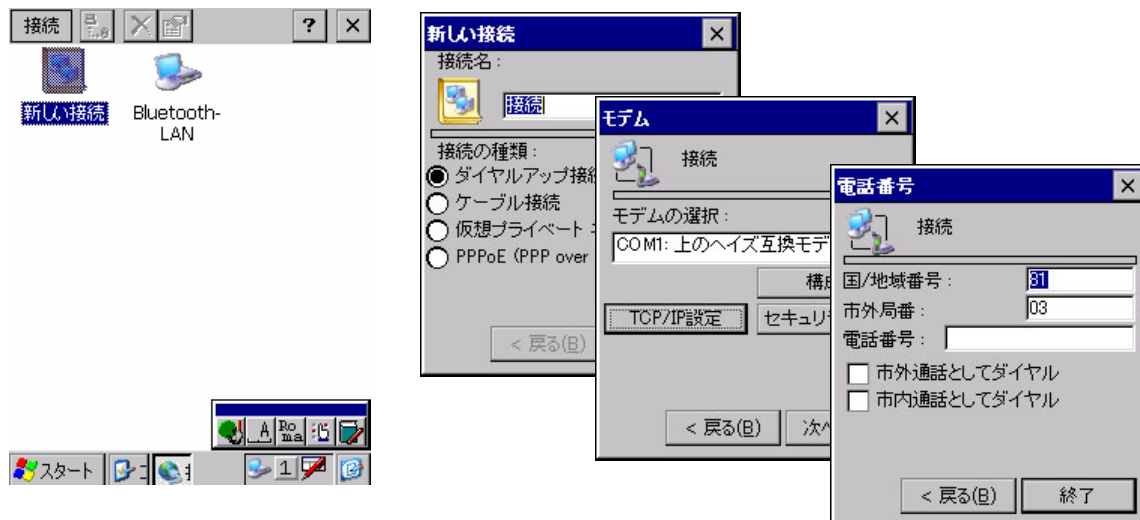 接続
?
新しい接続
Bluetooth-
LAN
A
Ro
ma
スタート
1
新しい接続
接続名:
接続
接続の種類:
ダイヤルアップ接続
ケーブル接続
仮想プライベート
PPPoE (PPP over
< 戻る(B)
モデム
接続
モデムの選択:
COM1: 上のヘイズ互換モデ
構成
TCP/IP設定
セキュリ
< 戻る(B)
次へ
電話番号
接続
国/地域番号:
81
市外局番:
03
電話番号:
市外通話としてダイヤル
市内通話としてダイヤル
< 戻る(B)
終了